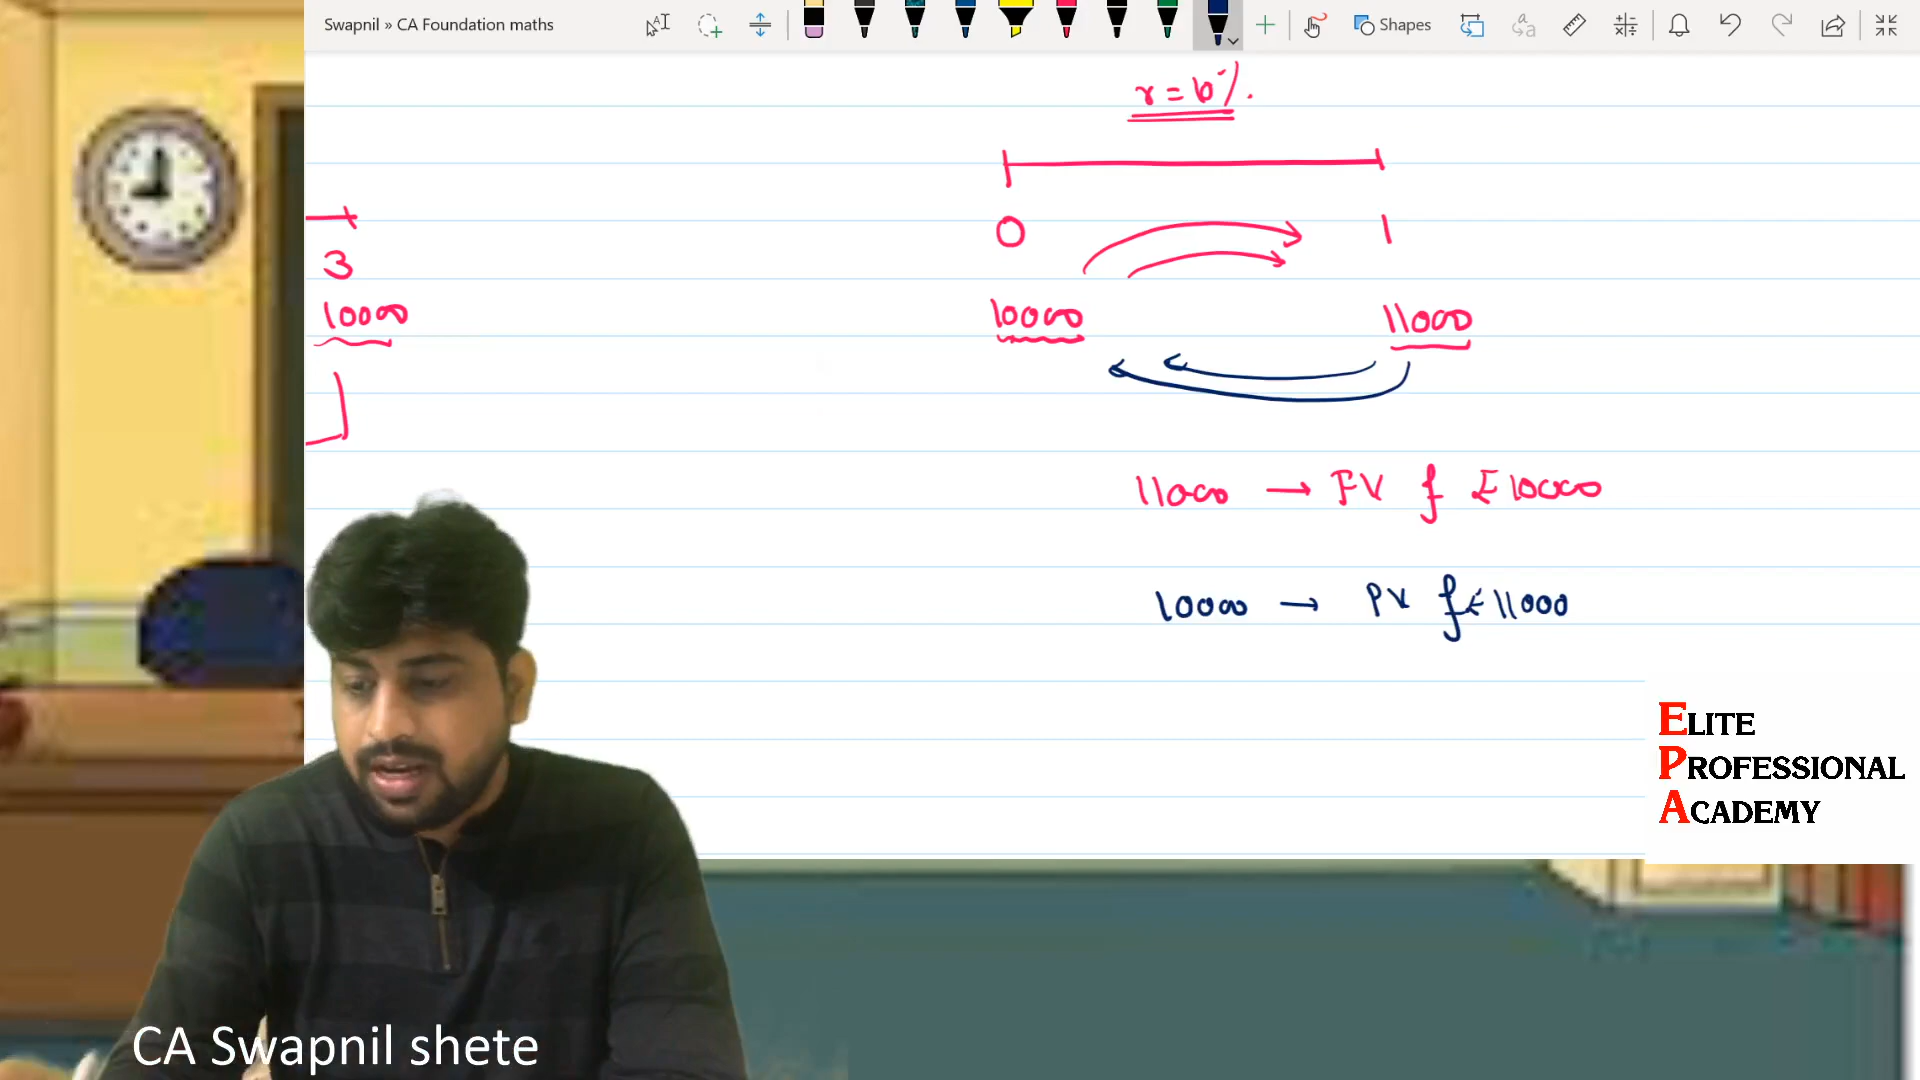 Swapnil » CA Foundation maths
Shapes
r = 10%.
0 1
3
10000
10000 11000
11000 → FV of ₹ 10000
10000 → PV of ₹ 11000
ELITE
PROFESSIONAL
ACADEMY
CA Swapnil shete